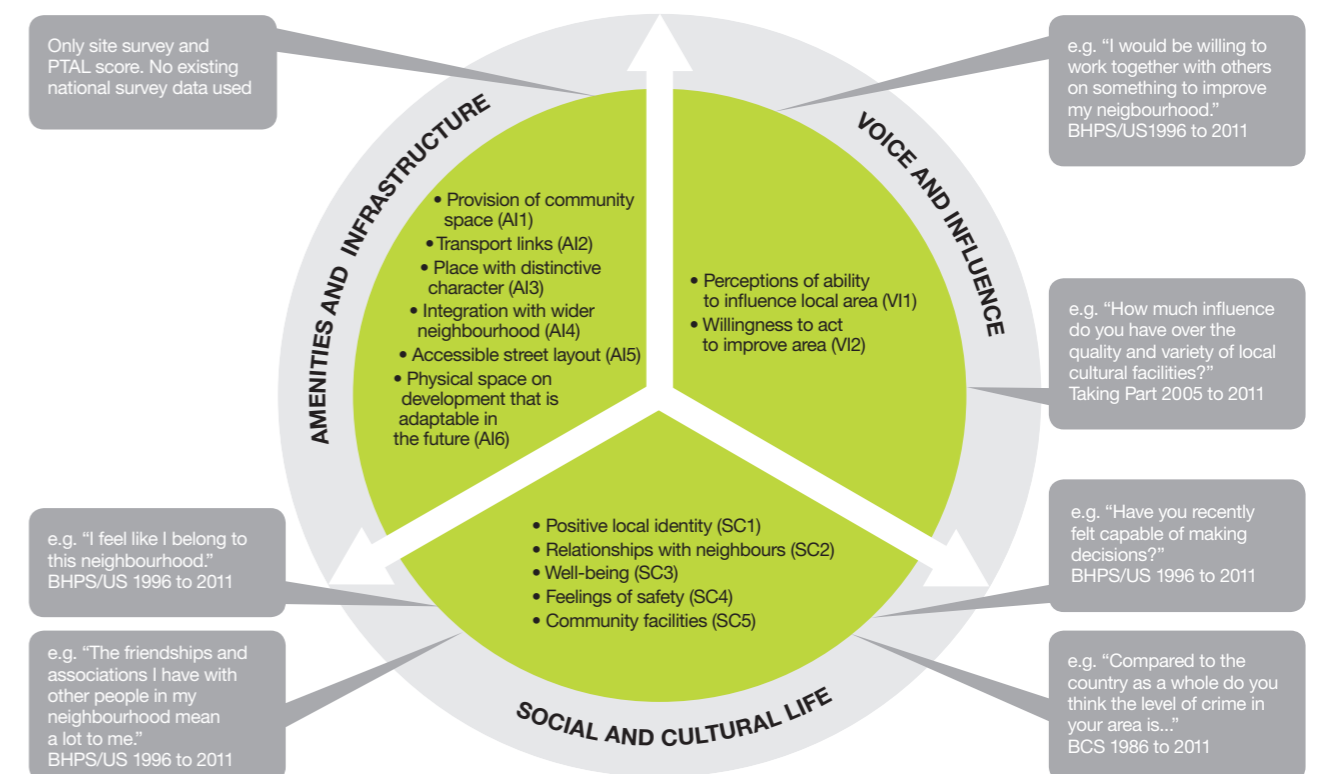 Only site survey and
PTAL score. No existing
national survey data used
e.g. “I would be willing to
work together with others
on something to improve
my neigbourhood.”
BHPS/US1996 to 2011
AMENITIES AND INFRASTRUCTURE
VOICE AND INFLUENCE
• Provision of community
space (AI1)
• Transport links (AI2)
• Place with distinctive
character (AI3)
• Integration with wider
neighbourhood (AI4)
• Accessible street layout (AI5)
• Physical space on
development that is
adaptable in
the future (AI6)
• Perceptions of ability
to influence local area (VI1)
• Willingness to act
to improve area (VI2)
e.g. “How much influence
do you have over the
quality and variety of local
cultural facilities?”
Taking Part 2005 to 2011
e.g. “I feel like I belong to
this neighbourhood.”
BHPS/US 1996 to 2011
• Positive local identity (SC1)
• Relationships with neighbours (SC2)
• Well-being (SC3)
• Feelings of safety (SC4)
• Community facilities (SC5)
e.g. “Have you recently
felt capable of making
decisions?”
BHPS/US 1996 to 2011
e.g. “The friendships and
associations I have with
other people in my
neighbourhood mean
a lot to me.”
BHPS/US 1996 to 2011
SOCIAL AND CULTURAL LIFE
e.g. “Compared to the
country as a whole do you
think the level of crime in
your area is...”
BCS 1986 to 2011